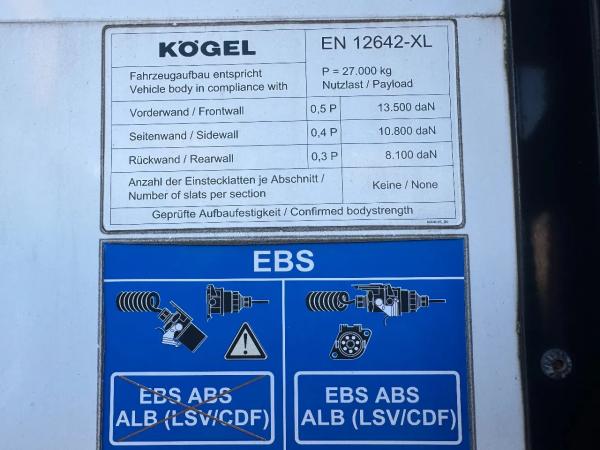 KÖGEL EN 12642-XL
Fahrzeugaufbau entspricht
Vehicle body in compliance with
P = 27.000 kg
Nutzlast / Payload
Vorderwand / Frontwall 0,5 P 13.500 daN
Seitenwand / Sidewall 0,4 P 10.800 daN
Rückwand / Rearwall 0,3 P 8.100 daN
Anzahl der Einstecklatten je Abschnitt /
Number of slats per section
Keine / None
Geprüfte Aufbaufestigkeit / Confirmed bodystrength
EBS
EBS ABS
ALB (LSV/CDF)
EBS ABS
ALB (LSV/CDF)